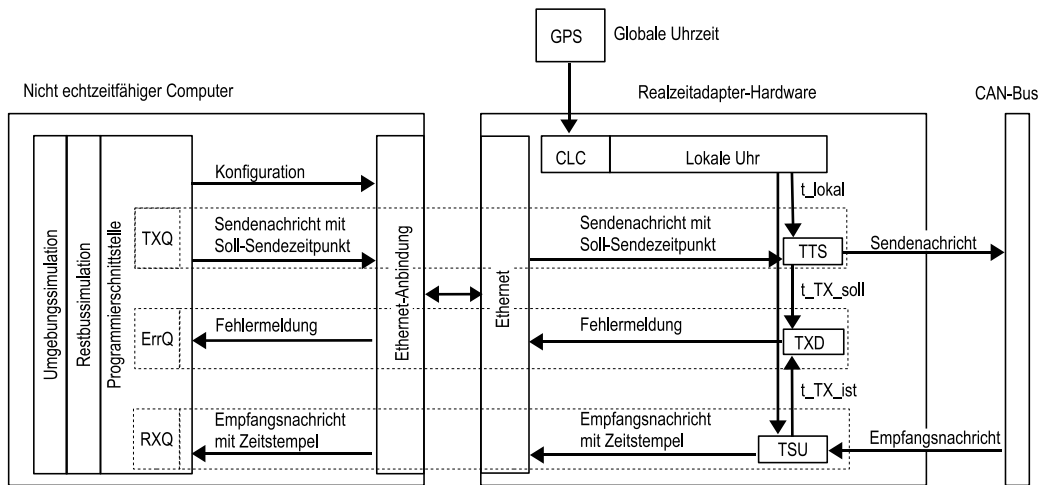 GPS
Globale Uhrzeit
Nicht echtzeitfähiger Computer
Realzeitadapter-Hardware
CAN-Bus
Umgebungssimulation
Restbussimulation
Programmierschnittstelle
Ethernet-Anbindung
Ethernet
CLC
Lokale Uhr
Konfiguration
t_lokal
TXQ
Sendenachricht mit
Soll-Sendezeitpunkt
Sendenachricht mit
Soll-Sendezeitpunkt
TTS
Sendenachricht
t_TX_soll
ErrQ
Fehlermeldung
Fehlermeldung
TXD
t_TX_ist
RXQ
Empfangsnachricht
mit Zeitstempel
Empfangsnachricht
mit Zeitstempel
TSU
Empfangsnachricht